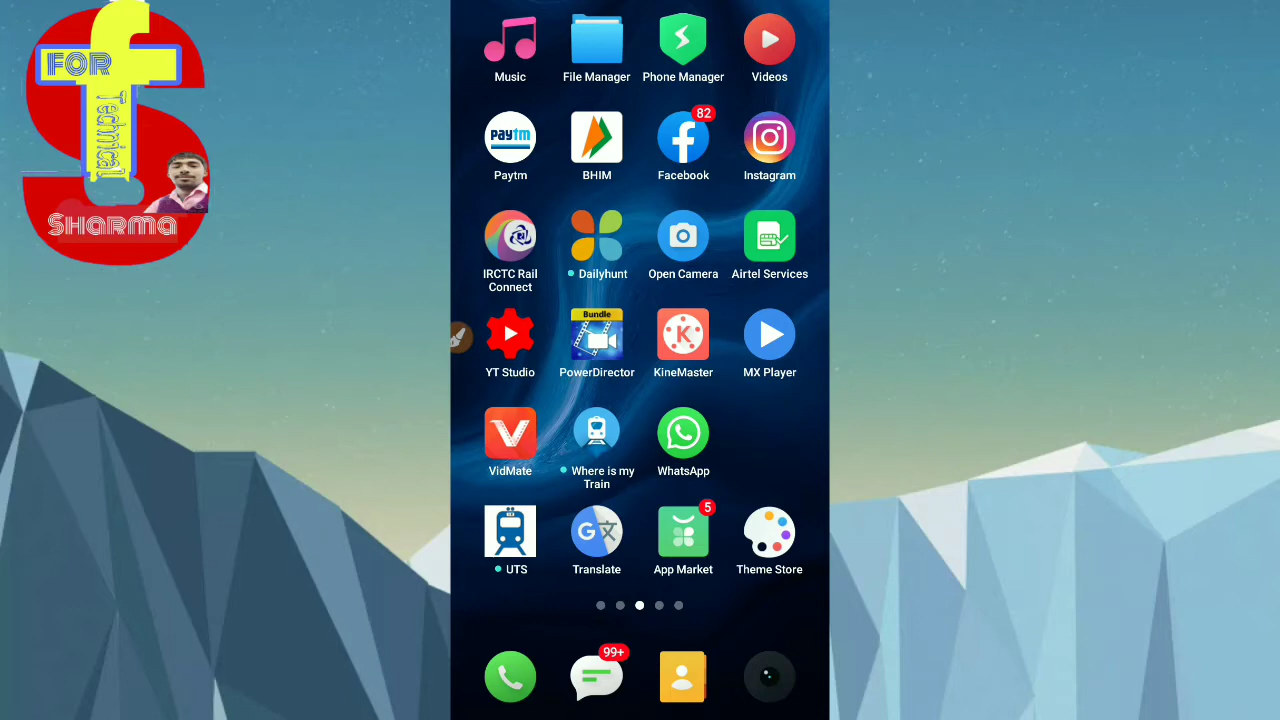 FOR
f
Technical
S
Sharma
Music
File Manager
Phone Manager
Videos
paytm
82
Paytm
BHIM
Facebook
Instagram
IRCTC Rail
Connect
Dailyhunt
Open Camera
Airtel Services
Bundle
K
YT Studio
PowerDirector
KineMaster
MX Player
VidMate
Where is my
Train
WhatsApp
G文
5
UTS
Translate
App Market
Theme Store
99+